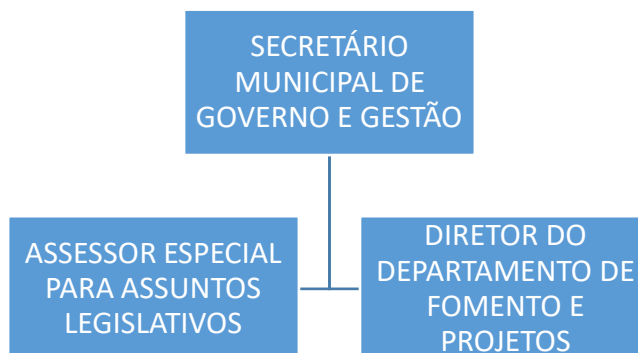 SECRETÁRIO
MUNICIPAL DE
GOVERNO E GESTÃO
ASSESSOR ESPECIAL
PARA ASSUNTOS
LEGISLATIVOS
DIRETOR DO
DEPARTAMENTO DE
FOMENTO E
PROJETOS